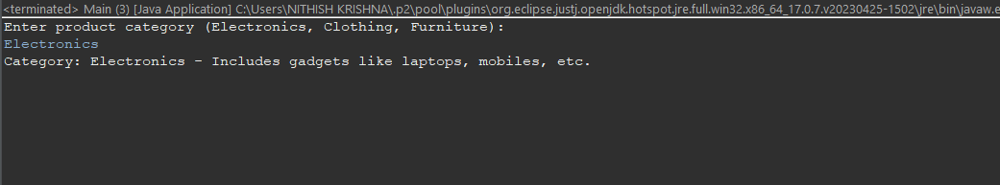 <terminated> Main (3) [Java Application] C:\Users\NITHISH KRISHNA\.p2\pool\plugins\org.eclipse.justj.openjdk.hotspot.jre.full.win32.x86_64_17.0.7.v20230425-1502\jre\bin\javaw.e
Enter product category (Electronics, Clothing, Furniture):
Electronics
Category: Electronics - Includes gadgets like laptops, mobiles, etc.